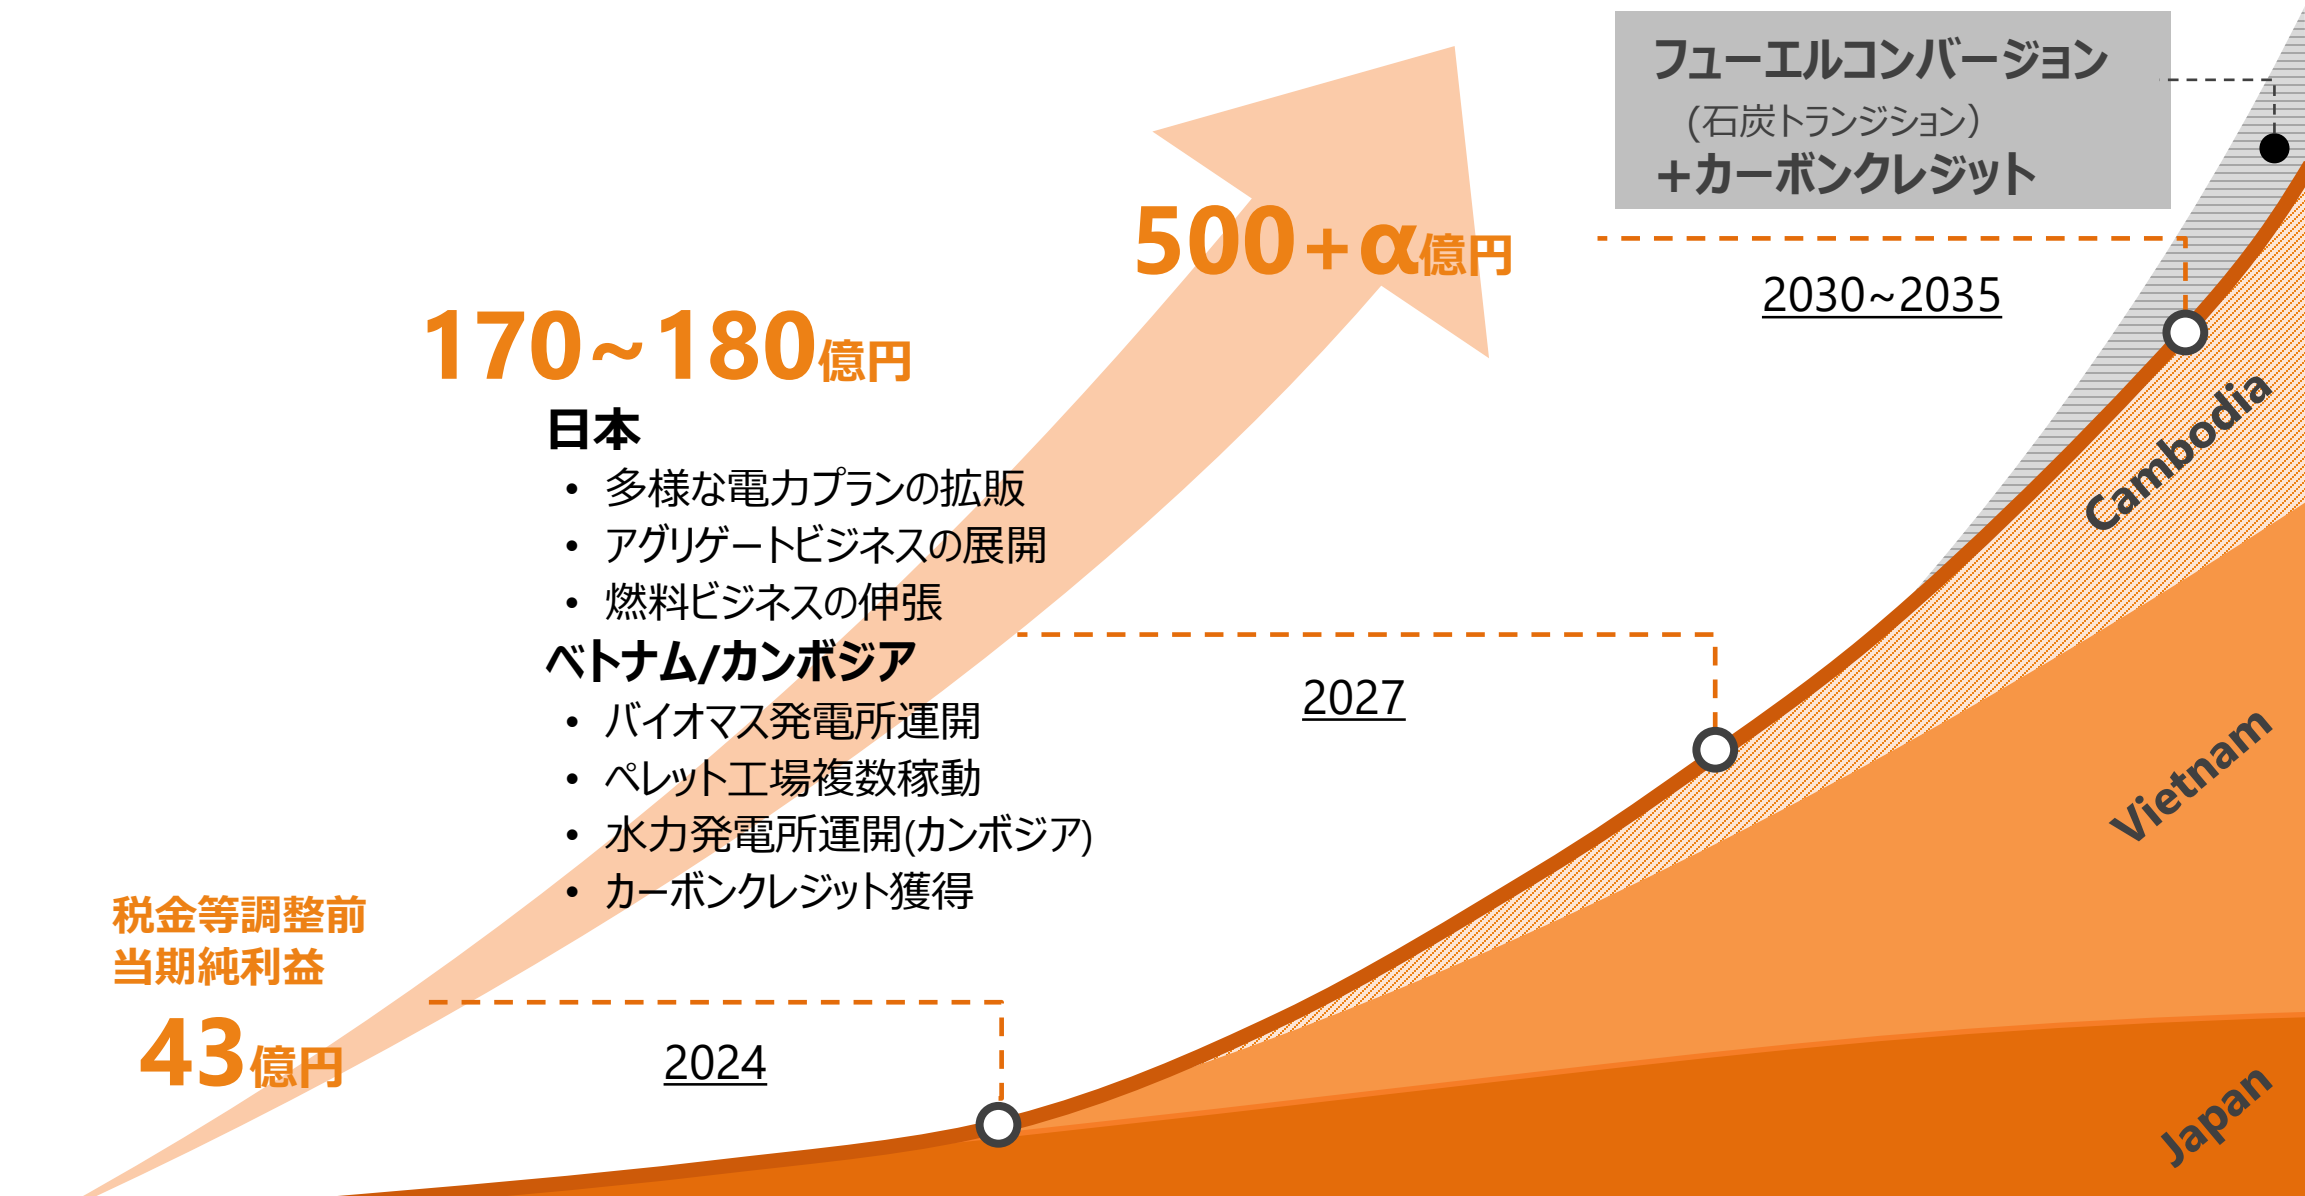 フューエルコンバージョン
(石炭トランジション）
＋カーボンクレジット
500+α億円
2030~2035
170~180億円
日本
• 多様な電力プランの拡販
• アグリゲートビジネスの展開
• 燃料ビジネスの伸張
ベトナム/カンボジア
• バイオマス発電所運開
• ペレット工場複数稼動
• 水力発電所運開(カンボジア)
• カーボンクレジット獲得
2027
税金等調整前
当期純利益
43億円
2024
Cambodia
Vietnam
Japan